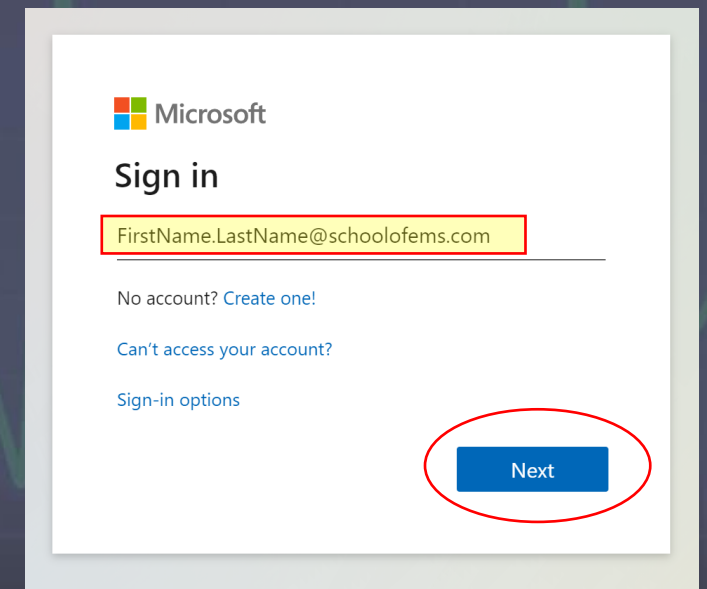 Microsoft
Sign in
FirstName.LastName@schoolofems.com
No account? Create one!
Can't access your account?
Sign-in options
Next